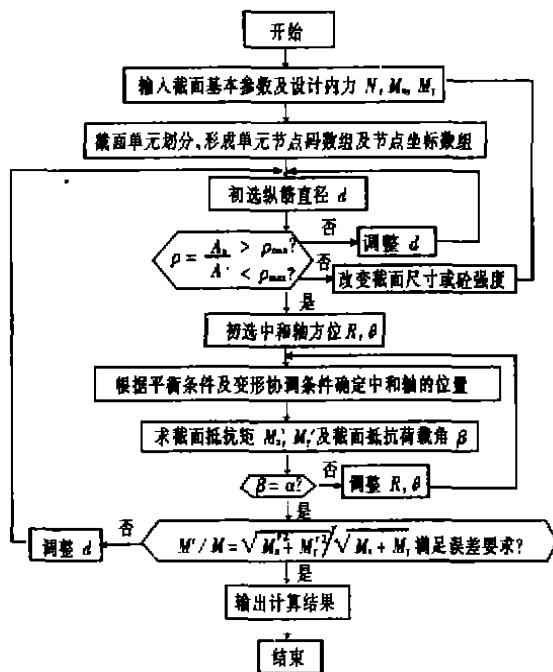 开始
输入截面基本参数及设计内力 N, Mx, My
截面单元划分、形成单元节点码数组及节点坐标数组
初选纵筋直径 d
否
调整 d
ρ = As/A > ρmin?
< ρmax?
否
改变截面尺寸或砼强度
是
初选中和轴方位 R, θ
根据平衡条件及变形协调条件确定中和轴的位置
求截面抵抗矩 Mx′ My′ 及截面抵抗荷载角 β
β = α?
否
调整 R, θ
是
调整 d
否
M′/M = √Mx′2 + My′2 / √Mx + My 满足误差要求?
是
输出计算结果
结束